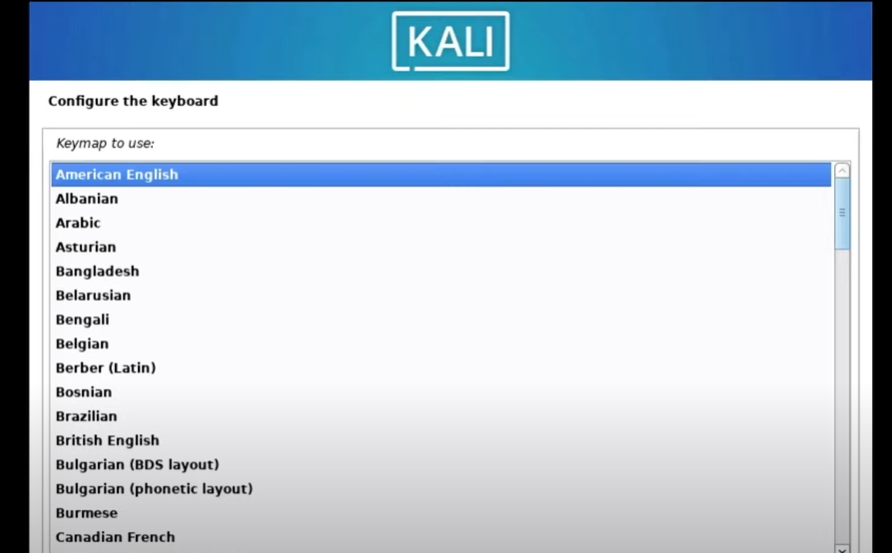 KALI
Configure the keyboard
Keymap to use:
American English
Albanian
Arabic
Asturian
Bangladesh
Belarusian
Bengali
Belgian
Berber (Latin)
Bosnian
Brazilian
British English
Bulgarian (BDS layout)
Bulgarian (phonetic layout)
Burmese
Canadian French